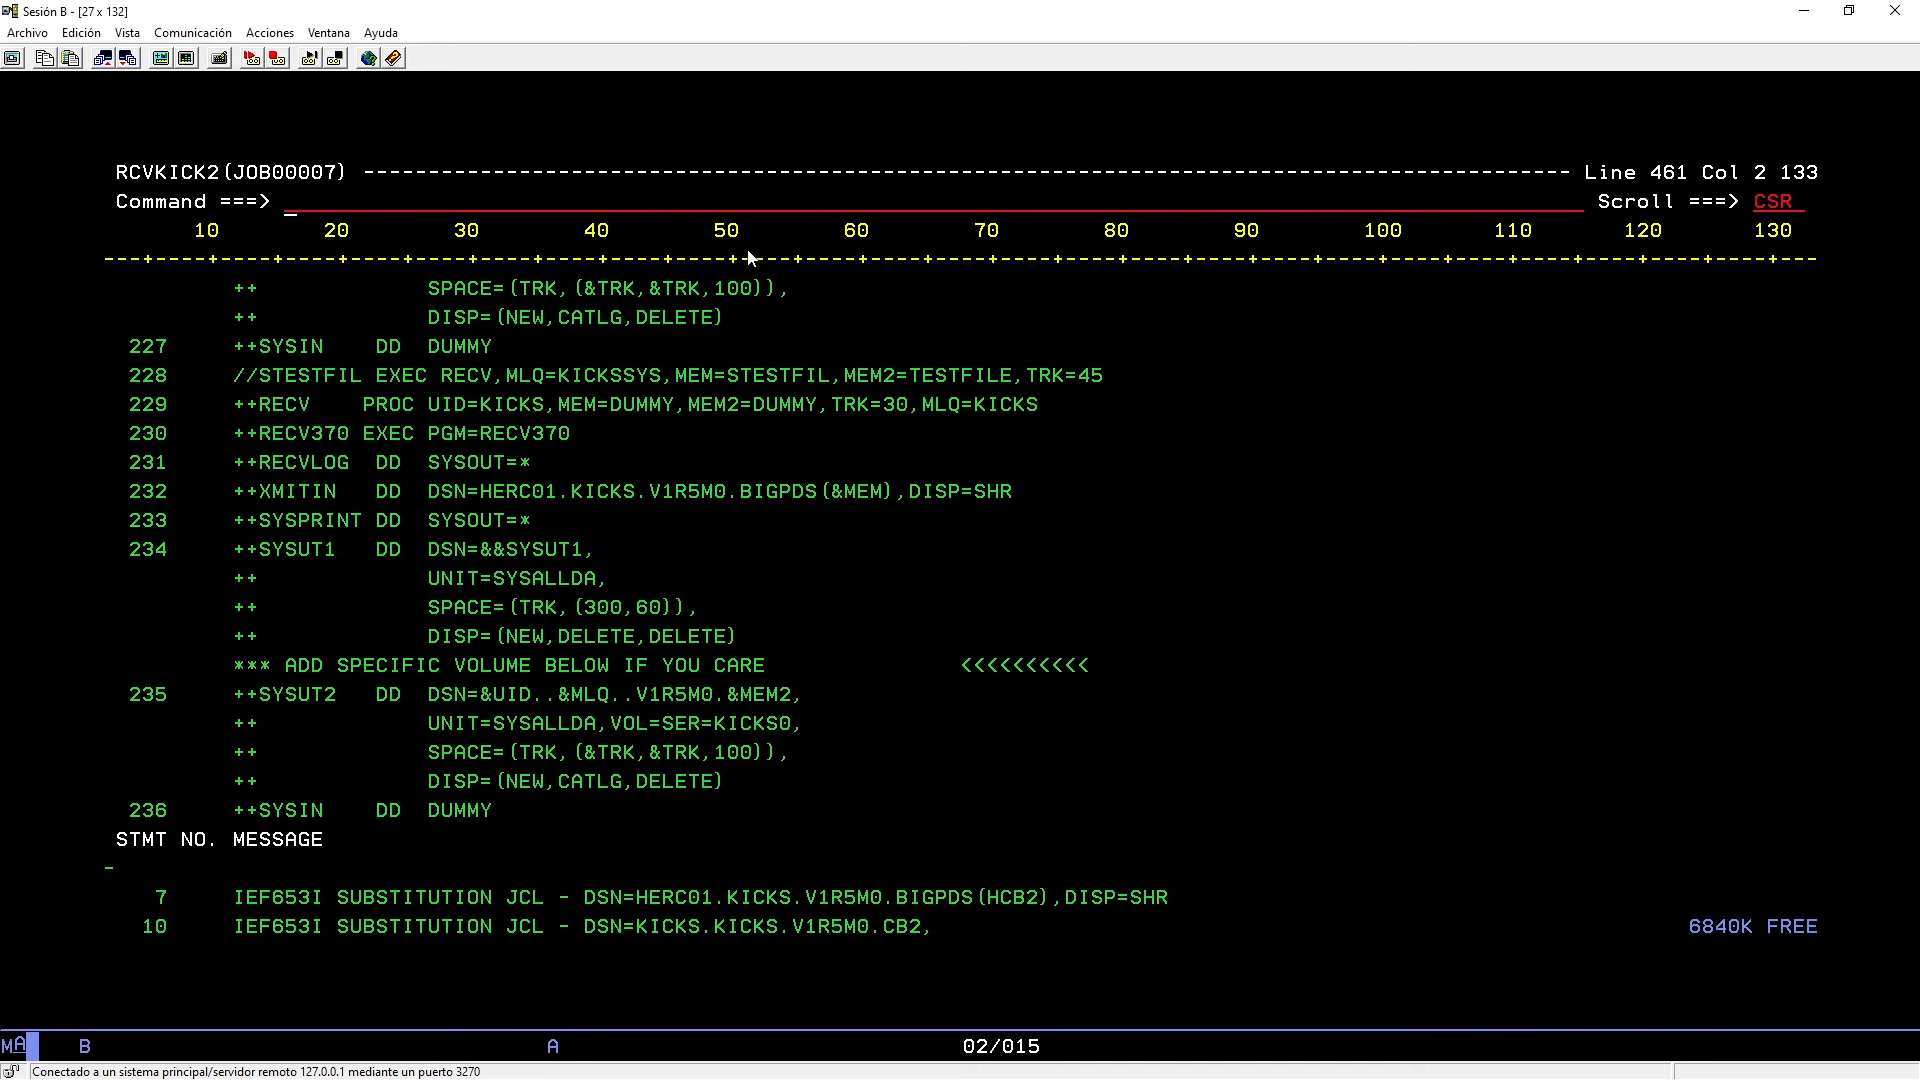 Sesión B - [27 x 132]
Archivo Edición Vista Comunicación Acciones Ventana Ayuda
RCVKICK2(JOB00007) --------------------------------------------------------------------------------------------- Line 461 Col 2 133
Command ===> Scroll ===> CSR
10 20 30 40 50 60 70 80 90 100 110 120 130
---+----+----+----+----+----+----+----+----+----+----+----+----+----+----+----+----+----+----+----+----+----+----+----+----+----+---
++ SPACE=(TRK,(&TRK,&TRK,100)),
++ DISP=(NEW,CATLG,DELETE)
227 ++SYSIN DD DUMMY
228 //STESTFIL EXEC RECV,MLQ=KICKSSYS,MEM=STESTFIL,MEM2=TESTFILE,TRK=45
229 ++RECV PROC UID=KICKS,MEM=DUMMY,MEM2=DUMMY,TRK=30,MLQ=KICKS
230 ++RECV370 EXEC PGM=RECV370
231 ++RECVLOG DD SYSOUT=*
232 ++XMITIN DD DSN=HERC01.KICKS.V1R5M0.BIGPDS(&MEM),DISP=SHR
233 ++SYSPRINT DD SYSOUT=*
234 ++SYSUT1 DD DSN=&&SYSUT1,
++ UNIT=SYSALLDA,
++ SPACE=(TRK,(300,60)),
++ DISP=(NEW,DELETE,DELETE)
*** ADD SPECIFIC VOLUME BELOW IF YOU CARE <<<<<<<<<<
235 ++SYSUT2 DD DSN=&UID..&MLQ..V1R5M0.&MEM2,
++ UNIT=SYSALLDA,VOL=SER=KICKS0,
++ SPACE=(TRK,(&TRK,&TRK,100)),
++ DISP=(NEW,CATLG,DELETE)
236 ++SYSIN DD DUMMY
STMT NO. MESSAGE
-
7 IEF653I SUBSTITUTION JCL - DSN=HERC01.KICKS.V1R5M0.BIGPDS(HCB2),DISP=SHR
10 IEF653I SUBSTITUTION JCL - DSN=KICKS.KICKS.V1R5M0.CB2, 6840K FREE
MA B A 02/015
Conectado a un sistema principal/servidor remoto 127.0.0.1 mediante un puerto 3270